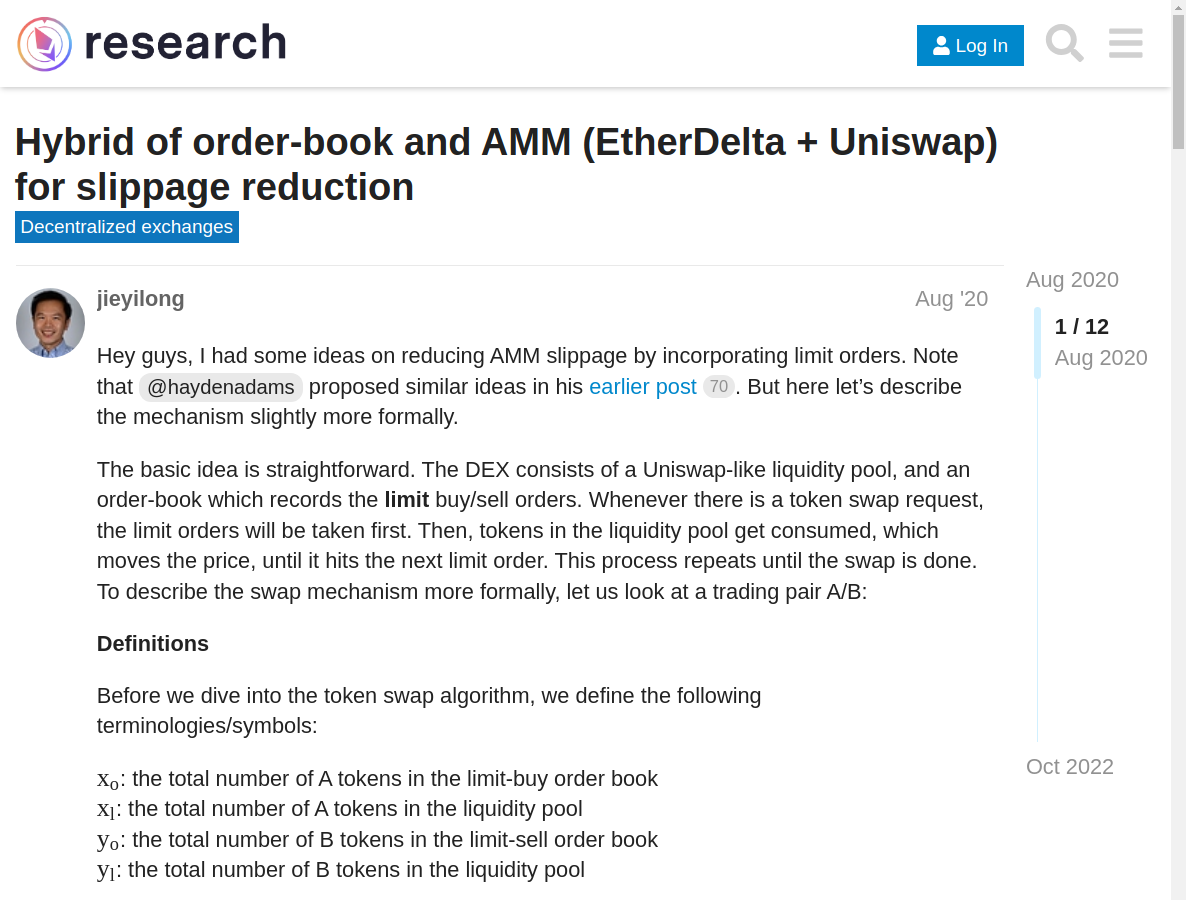 research
Log In
Hybrid of order-book and AMM (EtherDelta + Uniswap)
for slippage reduction
Decentralized exchanges
jieyilong
Aug '20
Aug 2020
1 / 12
Aug 2020
Oct 2022
Hey guys, I had some ideas on reducing AMM slippage by incorporating limit orders. Note
that @haydenadams proposed similar ideas in his earlier post 70. But here let’s describe
the mechanism slightly more formally.
The basic idea is straightforward. The DEX consists of a Uniswap-like liquidity pool, and an
order-book which records the limit buy/sell orders. Whenever there is a token swap request,
the limit orders will be taken first. Then, tokens in the liquidity pool get consumed, which
moves the price, until it hits the next limit order. This process repeats until the swap is done.
To describe the swap mechanism more formally, let us look at a trading pair A/B:
Definitions
Before we dive into the token swap algorithm, we define the following
terminologies/symbols:
xo: the total number of A tokens in the limit-buy order book
xl: the total number of A tokens in the liquidity pool
yo: the total number of B tokens in the limit-sell order book
yl: the total number of B tokens in the liquidity pool